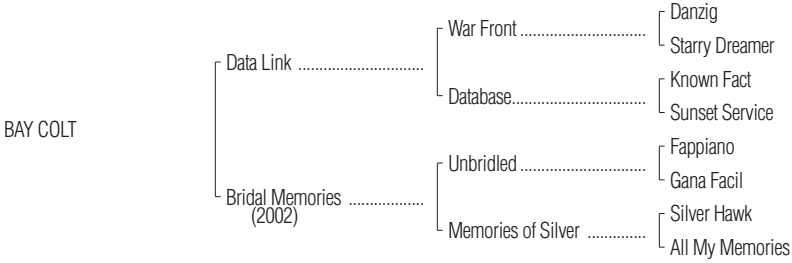 Danzig
War Front ..............................
Starry Dreamer
Data Link ..............................
Known Fact
Database................................
Sunset Service
BAY COLT
Fappiano
Unbridled ..............................
Gana Facil
Bridal Memories ..................
(2002)
Silver Hawk
Memories of Silver ..............
All My Memories